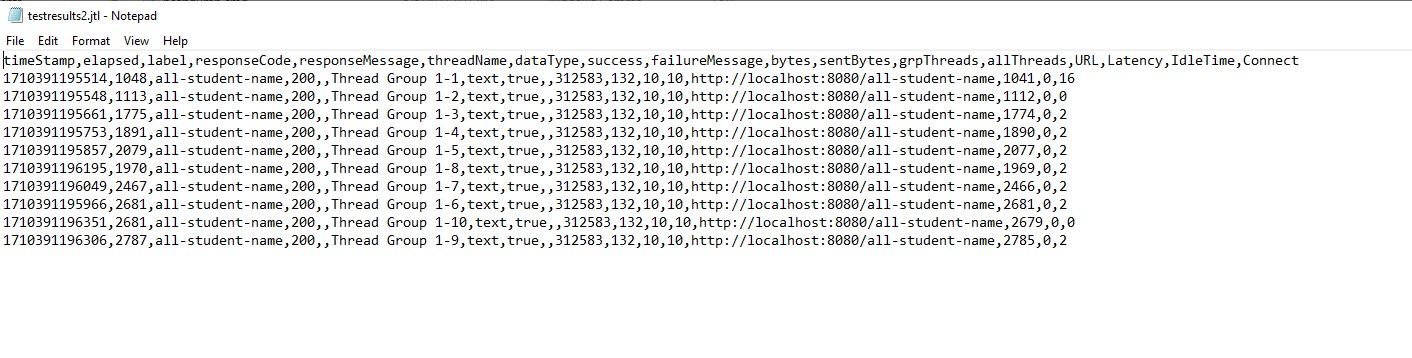 testresults2.jtl - Notepad
File Edit Format View Help
timeStamp,elapsed,label,responseCode,responseMessage,threadName,dataType,success,failureMessage,bytes,sentBytes,grpThreads,allThreads,URL,Latency,IdleTime,Connect
1710391195514,1048,all-student-name,200,,Thread Group 1-1,text,true,,312583,132,10,10,http://localhost:8080/all-student-name,1041,0,16
1710391195548,1113,all-student-name,200,,Thread Group 1-2,text,true,,312583,132,10,10,http://localhost:8080/all-student-name,1112,0,0
1710391195661,1775,all-student-name,200,,Thread Group 1-3,text,true,,312583,132,10,10,http://localhost:8080/all-student-name,1774,0,2
1710391195753,1891,all-student-name,200,,Thread Group 1-4,text,true,,312583,132,10,10,http://localhost:8080/all-student-name,1890,0,2
1710391195857,2079,all-student-name,200,,Thread Group 1-5,text,true,,312583,132,10,10,http://localhost:8080/all-student-name,2077,0,2
1710391196195,1970,all-student-name,200,,Thread Group 1-8,text,true,,312583,132,10,10,http://localhost:8080/all-student-name,1969,0,2
1710391196049,2467,all-student-name,200,,Thread Group 1-7,text,true,,312583,132,10,10,http://localhost:8080/all-student-name,2466,0,2
1710391195966,2681,all-student-name,200,,Thread Group 1-6,text,true,,312583,132,10,10,http://localhost:8080/all-student-name,2681,0,2
1710391196351,2681,all-student-name,200,,Thread Group 1-10,text,true,,312583,132,10,10,http://localhost:8080/all-student-name,2679,0,0
1710391196306,2787,all-student-name,200,,Thread Group 1-9,text,true,,312583,132,10,10,http://localhost:8080/all-student-name,2785,0,2